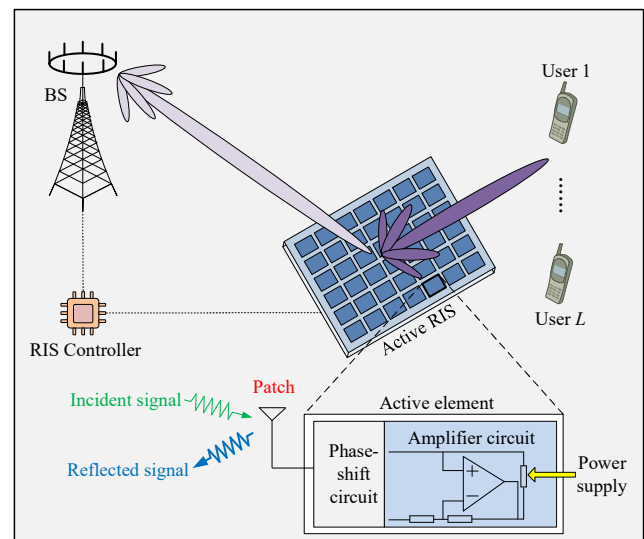 BS
User 1
User L
Active RIS
RIS Controller
Patch
Incident signal
Reflected signal
Active element
Phase-
shift
circuit
Amplifier circuit
+
−
Power
supply